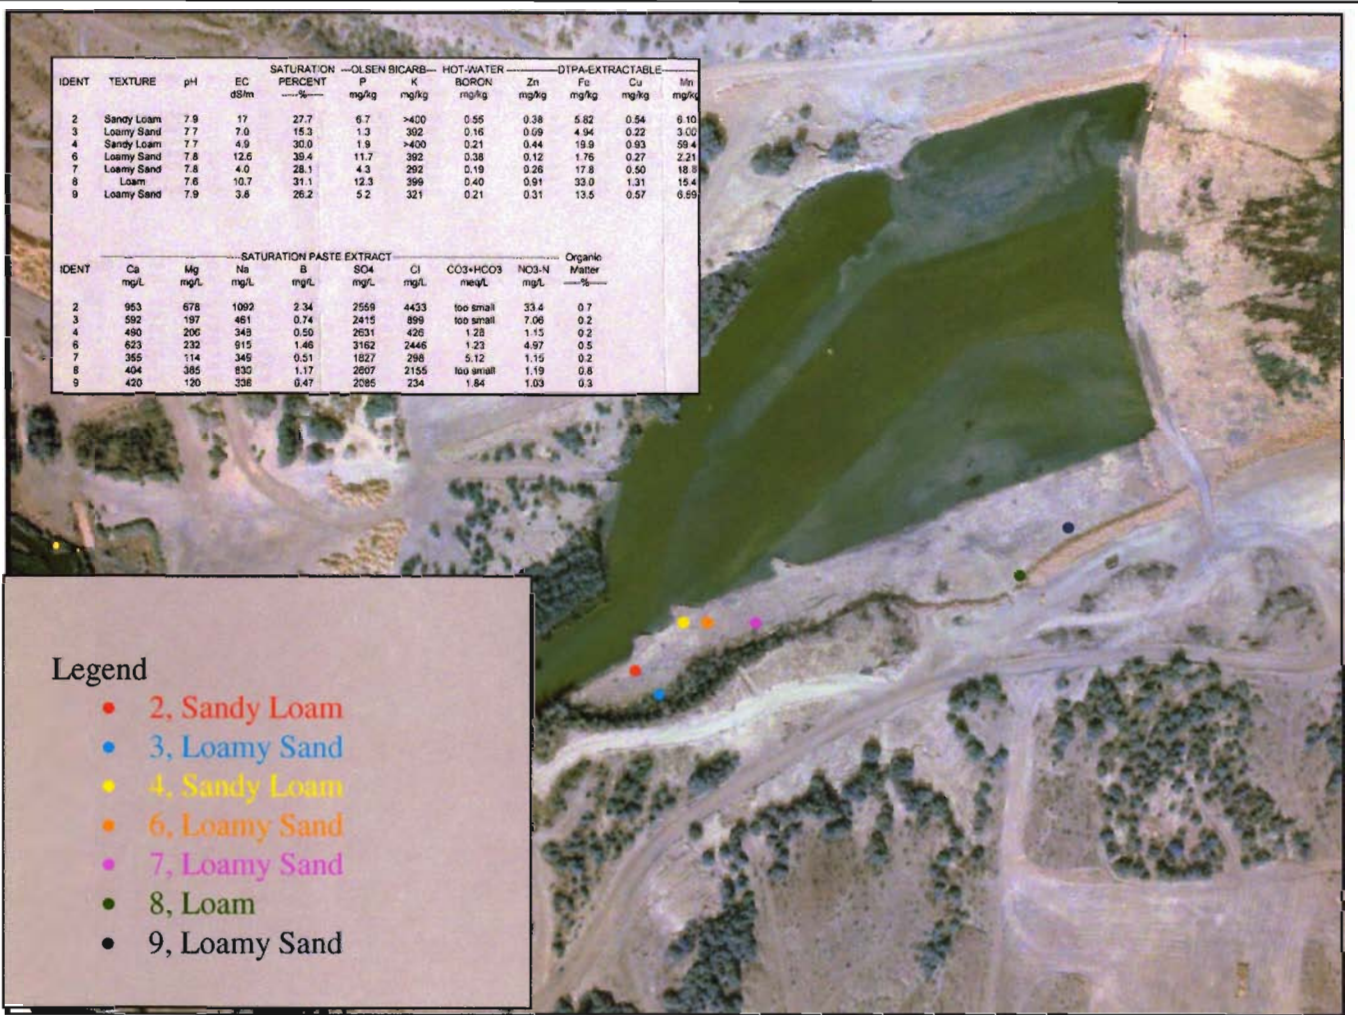 SATURATION ---OLSEN BICARB--- HOT-WATER ----------DTPA-EXTRACTABLE----------
IDENT TEXTURE pH EC PERCENT P K BORON Zn Fe Cu Mn
dS/m -----%----- mg/kg mg/kg mg/kg mg/kg mg/kg mg/kg mg/kg
2 Sandy Loam 7.9 17 27.7 6.7 >400 0.55 0.38 5.82 0.54 6.10
3 Loamy Sand 7.7 7.0 15.3 1.3 392 0.16 0.69 4.94 0.22 3.00
4 Sandy Loam 7.7 4.9 30.0 1.9 >400 0.21 0.44 19.9 0.93 59.4
6 Loamy Sand 7.8 12.6 39.4 11.7 392 0.38 0.12 1.76 0.27 2.21
7 Loamy Sand 7.8 4.0 28.1 4.3 292 0.19 0.26 17.8 0.50 18.8
8 Loam 7.6 10.7 31.1 12.3 399 0.40 0.91 33.0 1.31 15.4
9 Loamy Sand 7.9 3.8 26.2 5.2 321 0.21 0.31 13.5 0.57 6.69
----------SATURATION PASTE EXTRACT---------- Organic
IDENT Ca Mg Na B SO4 Cl CO3+HCO3 NO3-N Matter
mg/L mg/L mg/L mg/L mg/L mg/L meq/L mg/L -----%-----
2 953 678 1092 2.34 2559 4433 too small 33.4 0.7
3 592 197 461 0.74 2415 899 too small 7.06 0.2
4 490 206 348 0.50 2631 426 1.28 1.15 0.2
6 623 232 915 1.46 3162 2446 1.23 4.97 0.5
7 355 114 349 0.51 1827 298 5.12 1.15 0.2
8 404 385 830 1.17 2607 2155 too small 1.19 0.8
9 420 120 338 0.47 2085 234 1.84 1.03 0.3
Legend
2, Sandy Loam
3, Loamy Sand
4, Sandy Loam
6, Loamy Sand
7, Loamy Sand
8, Loam
9, Loamy Sand